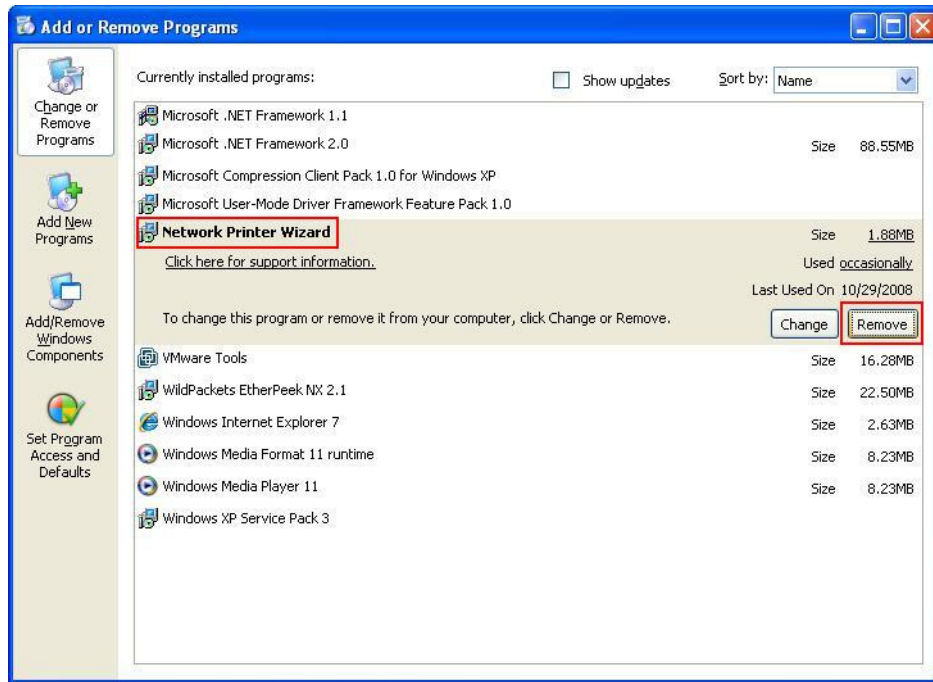 Add or Remove Programs
Change or
Remove
Programs
Add New
Programs
Add/Remove
Windows
Components
Set Program
Access and
Defaults
Currently installed programs:
Show updates
Sort by: Name
Microsoft .NET Framework 1.1
Microsoft .NET Framework 2.0 Size 88.55MB
Microsoft Compression Client Pack 1.0 for Windows XP
Microsoft User-Mode Driver Framework Feature Pack 1.0
Network Printer Wizard Size 1.88MB
Click here for support information. Used occasionally
Last Used On 10/29/2008
To change this program or remove it from your computer, click Change or Remove. Change Remove
VMware Tools Size 16.28MB
WildPackets EtherPeek NX 2.1 Size 22.50MB
Windows Internet Explorer 7 Size 2.63MB
Windows Media Format 11 runtime Size 8.23MB
Windows Media Player 11 Size 8.23MB
Windows XP Service Pack 3